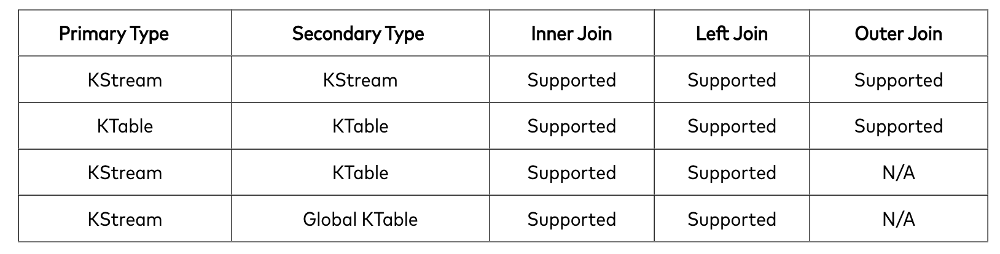 Primary Type Secondary Type Inner Join Left Join Outer Join
KStream KStream Supported Supported Supported
KTable KTable Supported Supported Supported
KStream KTable Supported Supported N/A
KStream Global KTable Supported Supported N/A